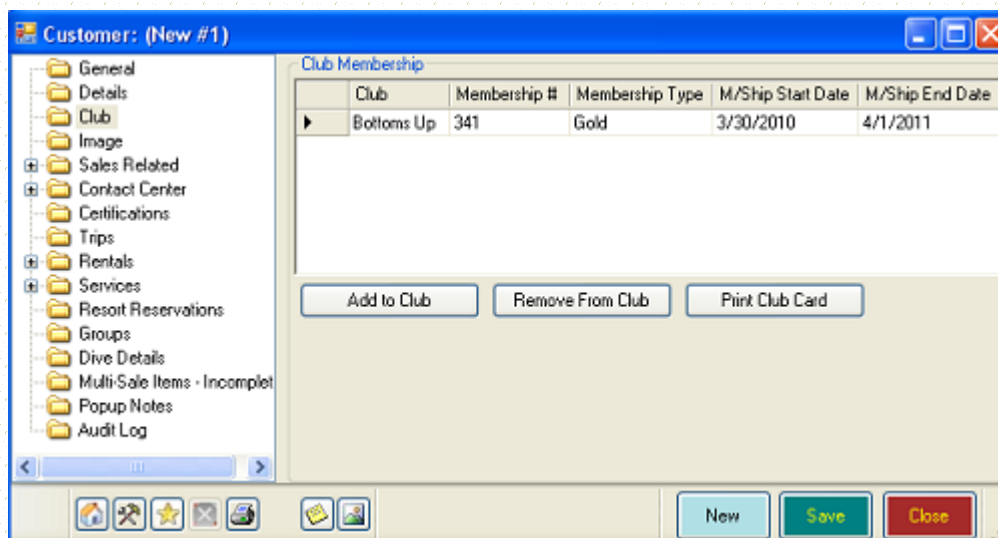 Customer: (New #1)
General
Details
Club
Image
Sales Related
Contact Center
Certifications
Trips
Rentals
Services
Resort Reservations
Groups
Dive Details
Multi-Sale Items - Incomplet
Popup Notes
Audit Log
Club Membership
Club Membership # Membership Type M/Ship Start Date M/Ship End Date
Bottoms Up 341 Gold 3/30/2010 4/1/2011
Add to Club Remove From Club Print Club Card
New Save Close